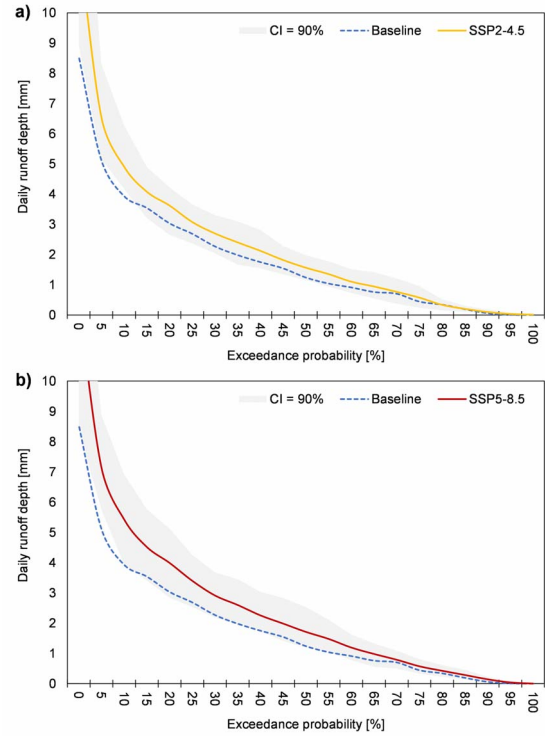 a)
CI = 90% Baseline SSP2-4.5
Daily runoff depth [mm]
10
9
8
7
6
5
4
3
2
1
0
0 5 10 15 20 25 30 35 40 45 50 55 60 65 70 75 80 85 90 95 100
Exceedance probability [%]
b)
CI = 90% Baseline SSP5-8.5
Daily runoff depth [mm]
10
9
8
7
6
5
4
3
2
1
0
0 5 10 15 20 25 30 35 40 45 50 55 60 65 70 75 80 85 90 95 100
Exceedance probability [%]